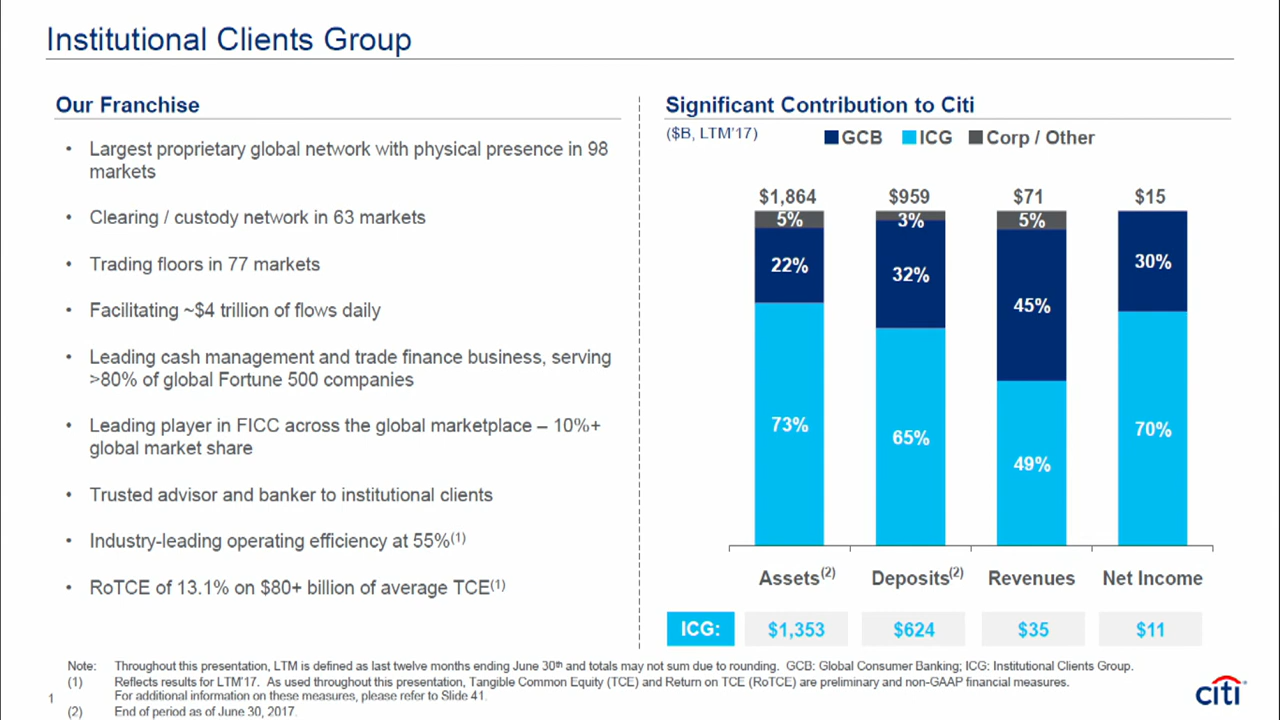 Institutional Clients Group
Our Franchise
• Largest proprietary global network with physical presence in 98
markets
• Clearing / custody network in 63 markets
• Trading floors in 77 markets
• Facilitating ~$4 trillion of flows daily
• Leading cash management and trade finance business, serving
>80% of global Fortune 500 companies
• Leading player in FICC across the global marketplace – 10%+
global market share
• Trusted advisor and banker to institutional clients
• Industry-leading operating efficiency at 55%(1)
• RoTCE of 13.1% on $80+ billion of average TCE(1)
Significant Contribution to Citi
($B, LTM'17)
GCB ICG Corp / Other
$1,864 $959 $71 $15
5% 3% 5%
22% 32% 45% 30%
73% 65% 49% 70%
Assets(2) Deposits(2) Revenues Net Income
ICG: $1,353 $624 $35 $11
Note: Throughout this presentation, LTM is defined as last twelve months ending June 30th and totals may not sum due to rounding. GCB: Global Consumer Banking; ICG: Institutional Clients Group.
(1) Reflects results for LTM'17. As used throughout this presentation, Tangible Common Equity (TCE) and Return on TCE (RoTCE) are preliminary and non-GAAP financial measures.
For additional information on these measures, please refer to Slide 41.
(2) End of period as of June 30, 2017.
1
citi